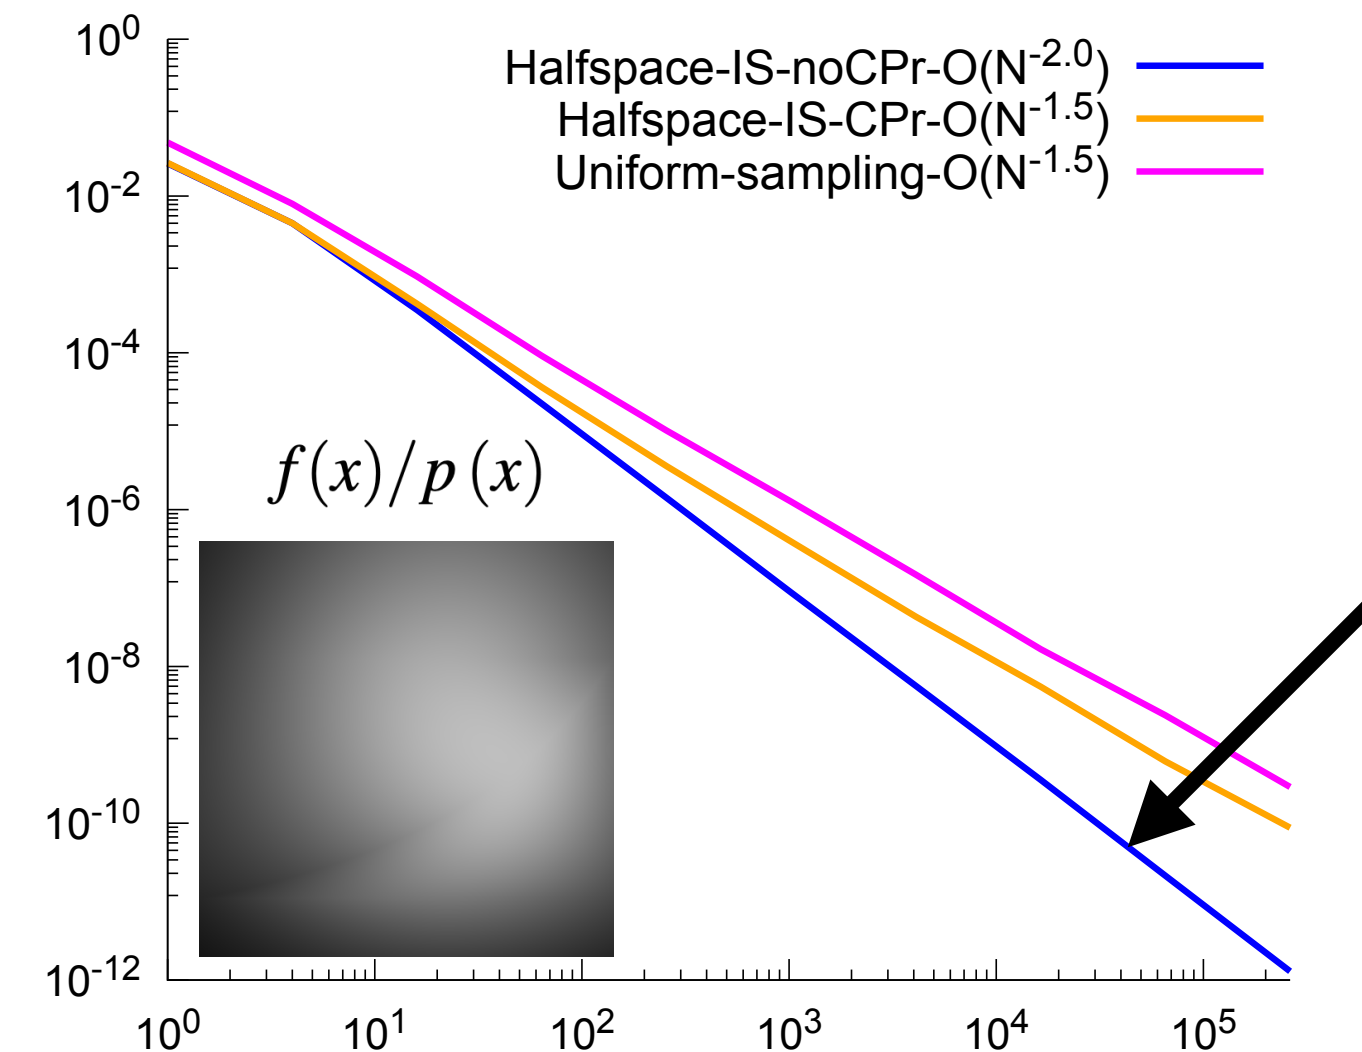 10^0
Halfspace-IS-noCPr-O(N^-2.0)
Halfspace-IS-CPr-O(N^-1.5)
Uniform-sampling-O(N^-1.5)
10^-2
10^-4
f(x)/p(x)
10^-6
10^-8
10^-10
10^-12
10^0 10^1 10^2 10^3 10^4 10^5